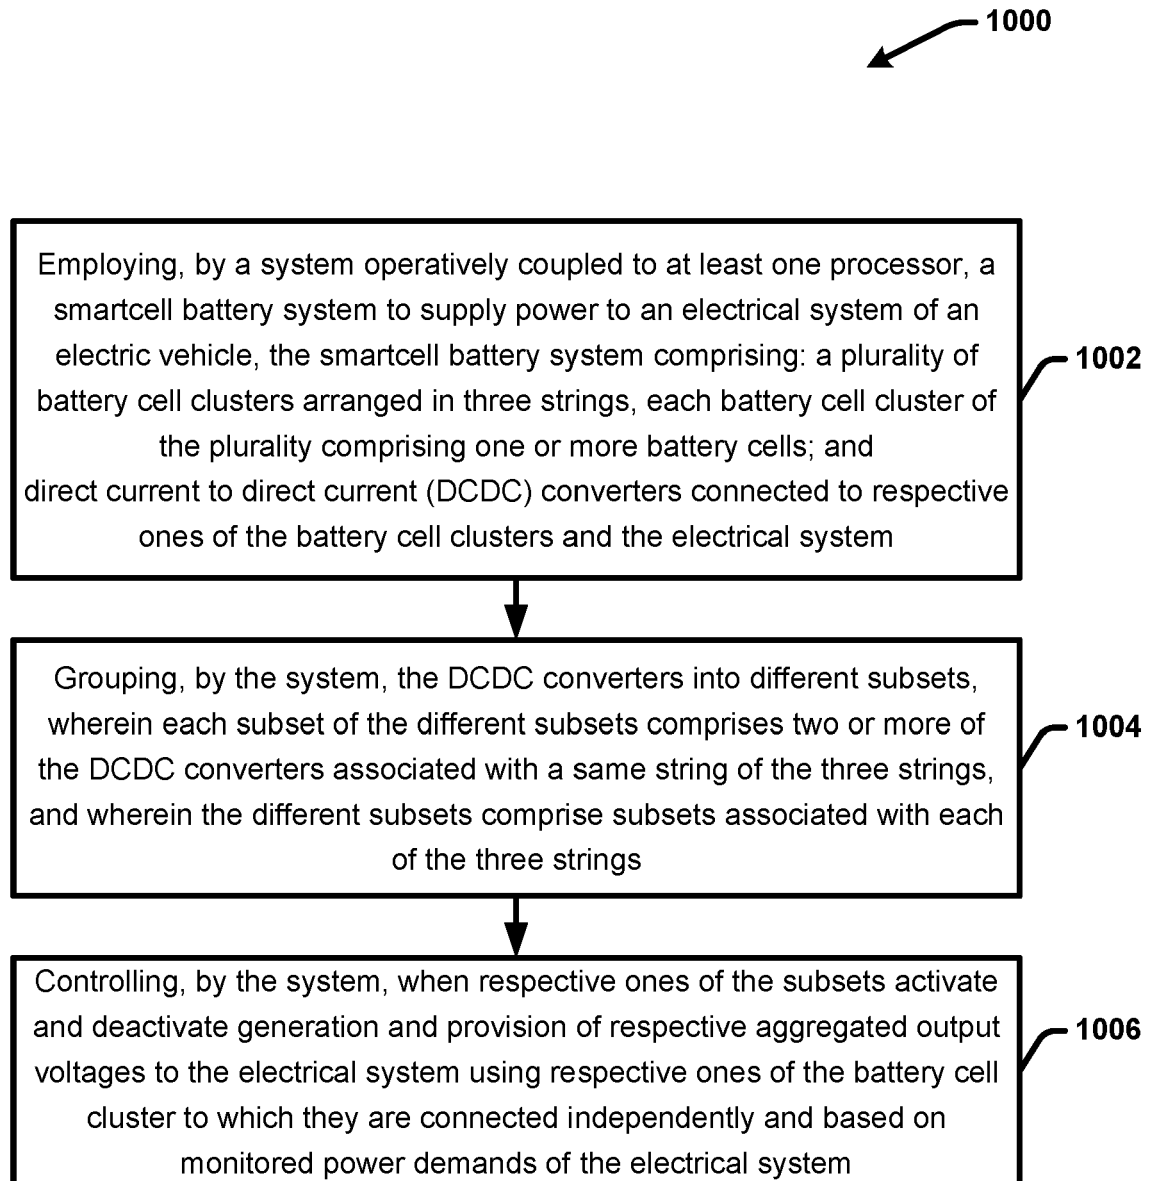 1000
Employing, by a system operatively coupled to at least one processor, a
smartcell battery system to supply power to an electrical system of an
electric vehicle, the smartcell battery system comprising: a plurality of
battery cell clusters arranged in three strings, each battery cell cluster of
the plurality comprising one or more battery cells; and
direct current to direct current (DCDC) converters connected to respective
ones of the battery cell clusters and the electrical system
1002
Grouping, by the system, the DCDC converters into different subsets,
wherein each subset of the different subsets comprises two or more of
the DCDC converters associated with a same string of the three strings,
and wherein the different subsets comprise subsets associated with each
of the three strings
1004
Controlling, by the system, when respective ones of the subsets activate
and deactivate generation and provision of respective aggregated output
voltages to the electrical system using respective ones of the battery cell
cluster to which they are connected independently and based on
monitored power demands of the electrical system
1006